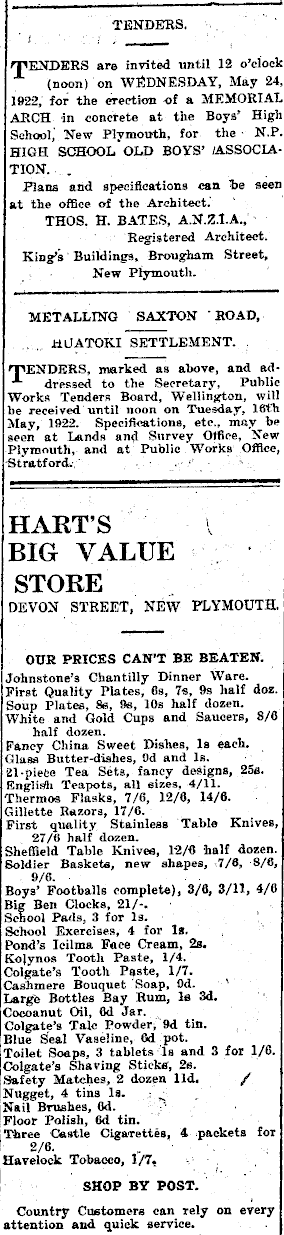 TENDERS.
TENDERS are invited until 12 o'clock
(noon) on WEDNESDAY, May 24,
1922, for the erection of a MEMORIAL
ARCH in concrete at the Boys' High
School, New Plymouth, for the N.P.
HIGH SCHOOL OLD BOYS' ASSOCIA-
TION.
Plans and specifications can be seen
at the office of the Architect.
THOS. H. BATES, A.N.Z.I.A.,
Registered Architect.
King's Buildings, Brougham Street,
New Plymouth.
METALLING SAXTON ROAD,
HUATOKI SETTLEMENT.
TENDERS, marked as above, and ad-
dressed to the Secretary, Public
Works Tenders Board, Wellington, will
be received until noon on Tuesday, 16th
May, 1922. Specifications, etc., may be
seen at Lands and Survey Office, New
Plymouth, and at Public Works Office,
Stratford.
HART'S
BIG VALUE
STORE
DEVON STREET, NEW PLYMOUTH.
OUR PRICES CAN'T BE BEATEN.
Johnstone's Chantilly Dinner Ware.
First Quality Plates, 6s, 7s, 9s half doz.
Soup Plates, 8s, 9s, 10s half dozen.
White and Gold Cups and Saucers, 8/6
half dozen.
Fancy China Sweet Dishes, 1s each.
Glass Butter-dishes, 9d and 1s.
21-piece Tea Sets, fancy designs, 25s.
English Teapots, all sizes, 4/11.
Thermos Flasks, 7/6, 12/6, 14/6.
Gillette Razors, 17/6.
First quality Stainless Table Knives,
27/6 half dozen.
Sheffield Table Knives, 12/6 half dozen.
Soldier Baskets, new shapes, 7/6, 8/6,
9/6.
Boys' Footballs complete), 3/6, 3/11, 4/6
Big Ben Clocks, 21/-.
School Pads, 3 for 1s.
School Exercises, 4 for 1s.
Pond's Icilma Face Cream, 2s.
Kolynos Tooth Paste, 1/4.
Colgate's Tooth Paste, 1/7.
Cashmere Bouquet Soap, 9d.
Large Bottles Bay Rum, 1s 3d.
Cocoanut Oil, 6d Jar.
Colgate's Talc Powder, 9d tin.
Blue Seal Vaseline, 6d pot.
Toilet Soaps, 3 tablets 1s and 3 for 1/6.
Colgate's Shaving Sticks, 2s.
Safety Matches, 2 dozen 11d.
Nugget, 4 tins 1s.
Nail Brushes, 6d.
Floor Polish, 6d tin.
Three Castle Cigarettes, 4 packets for
2/6.
Havelock Tobacco, 1/7.
SHOP BY POST.
Country Customers can rely on every
attention and quick service.